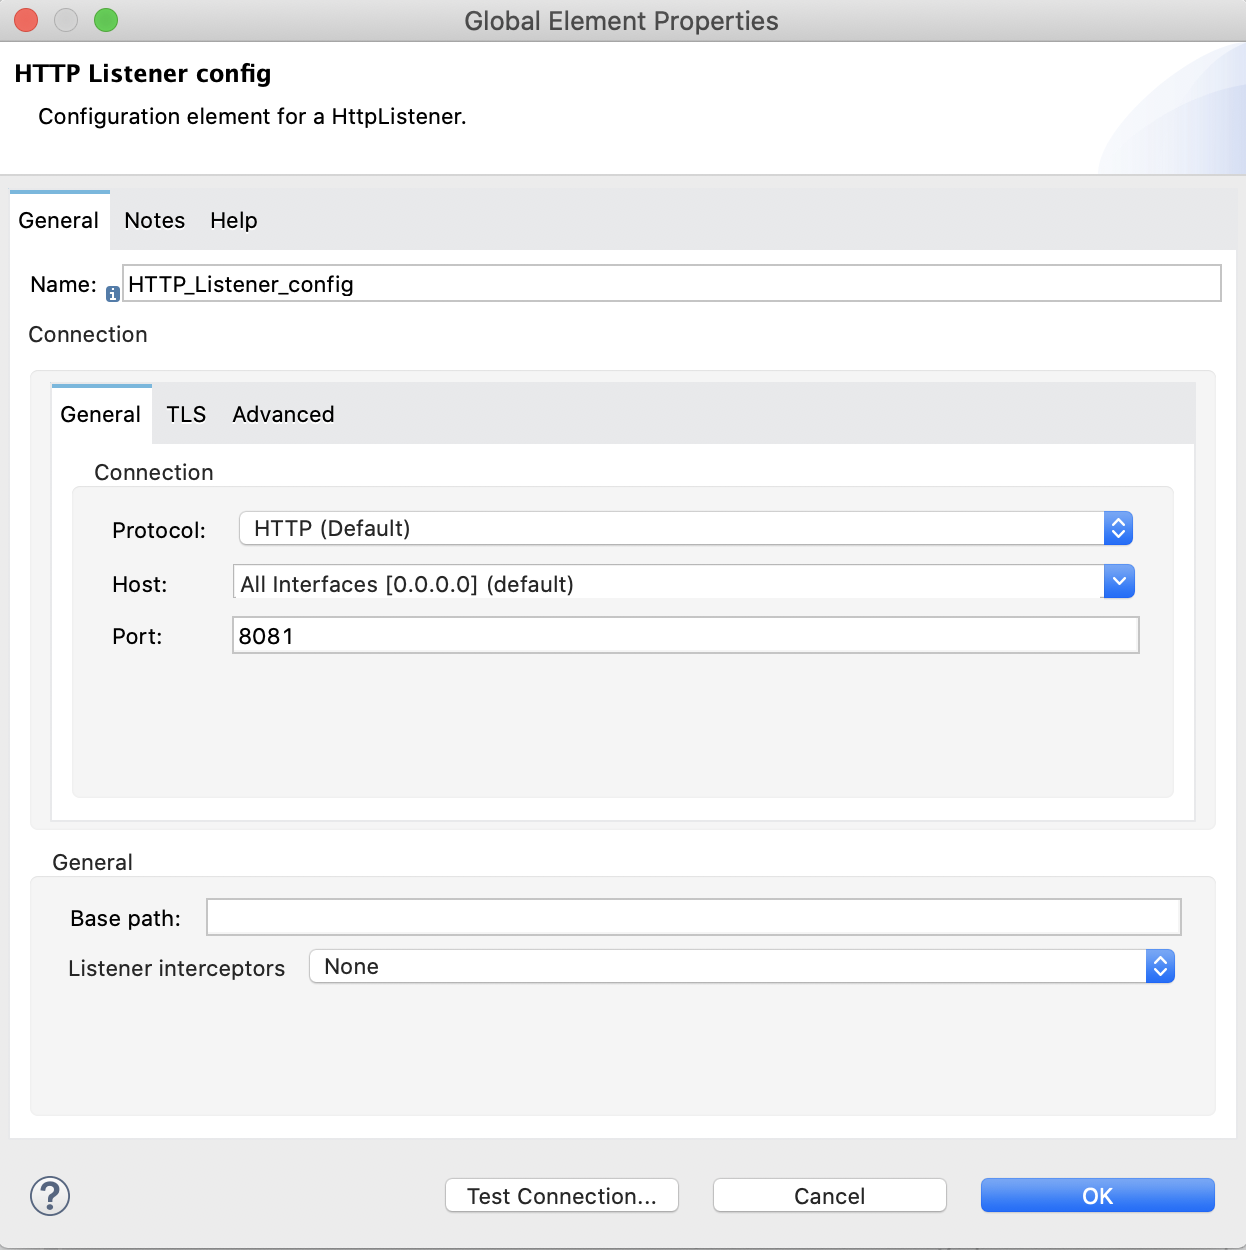 Global Element Properties
HTTP Listener config
Configuration element for a HttpListener.
General Notes Help
Name: HTTP_Listener_config
Connection
General TLS Advanced
Connection
Protocol: HTTP (Default)
Host: All Interfaces [0.0.0.0] (default)
Port: 8081
General
Base path:
Listener interceptors None
? Test Connection... Cancel OK